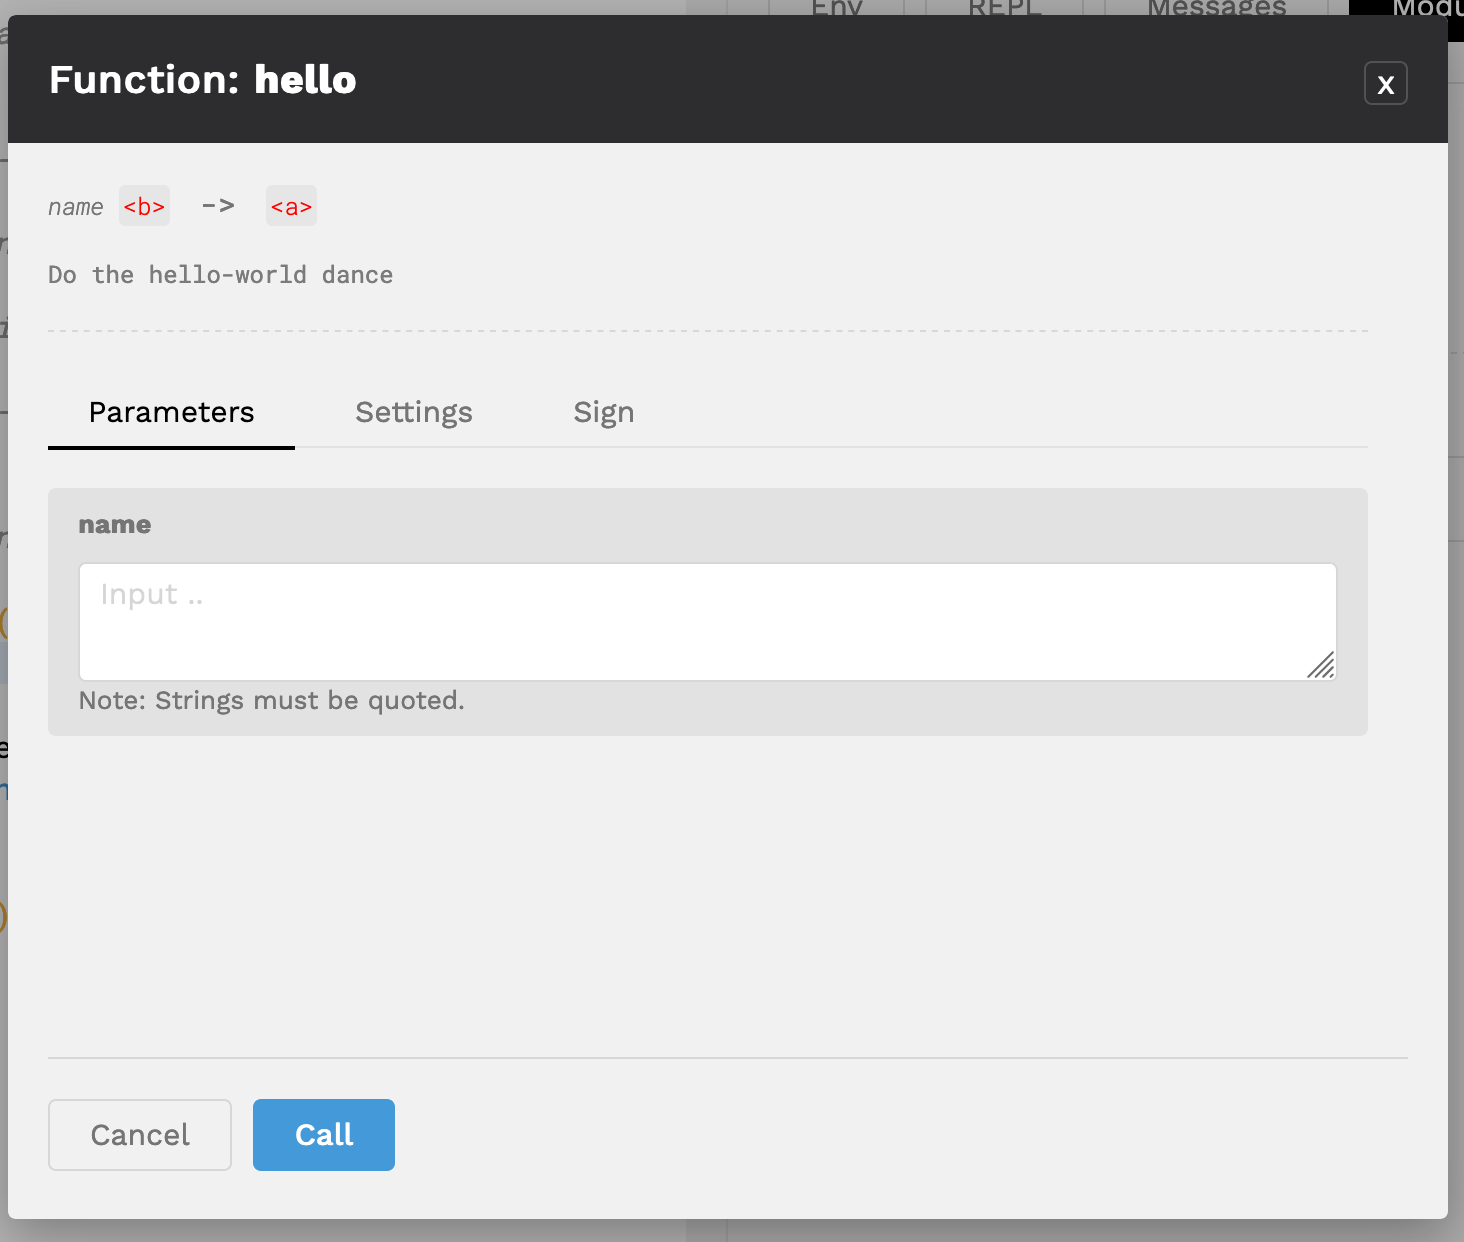 Env REPL Messages
Function: hello
X
name <b> -> <a>
Do the hello-world dance
Parameters Settings Sign
name
Input ..
Note: Strings must be quoted.
Cancel Call